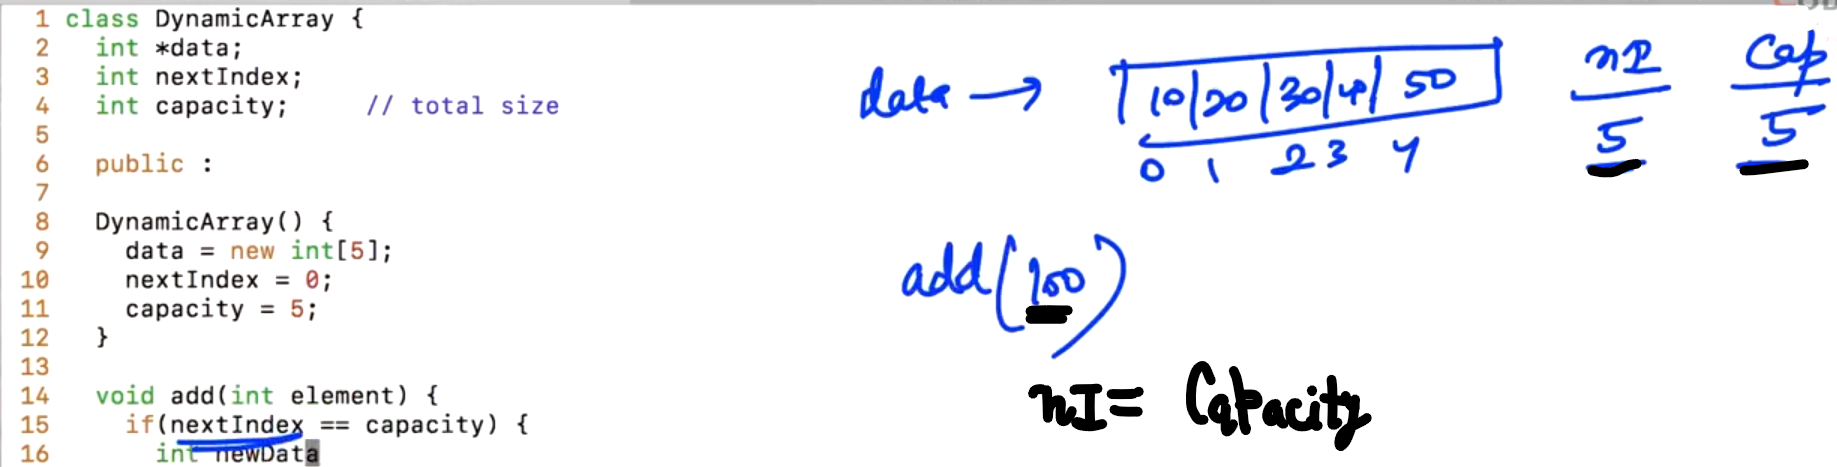 1 class DynamicArray {
2 int *data;
3 int nextIndex;
4 int capacity; // total size
5
6 public :
7
8 DynamicArray() {
9 data = new int[5];
10 nextIndex = 0;
11 capacity = 5;
12 }
13
14 void add(int element) {
15 if(nextIndex == capacity) {
16 int newData
data → 10 20 30 40 50
0 1 2 3 4
nI Cap
5 5
add(100)
nI= Capacity